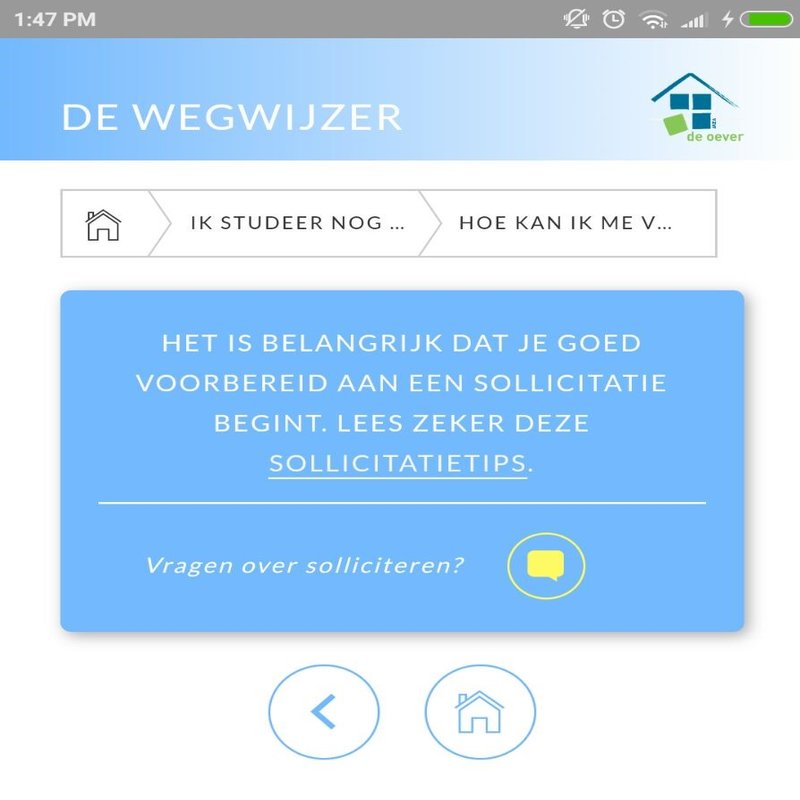 1:47 PM
DE WEGWIJZER
de oever
IK STUDEER NOG ...
HOE KAN IK ME V...
HET IS BELANGRIJK DAT JE GOED
VOORBEREID AAN EEN SOLLICITATIE
BEGINT. LEES ZEKER DEZE
SOLLICITATIETIPS.
Vragen over solliciteren?